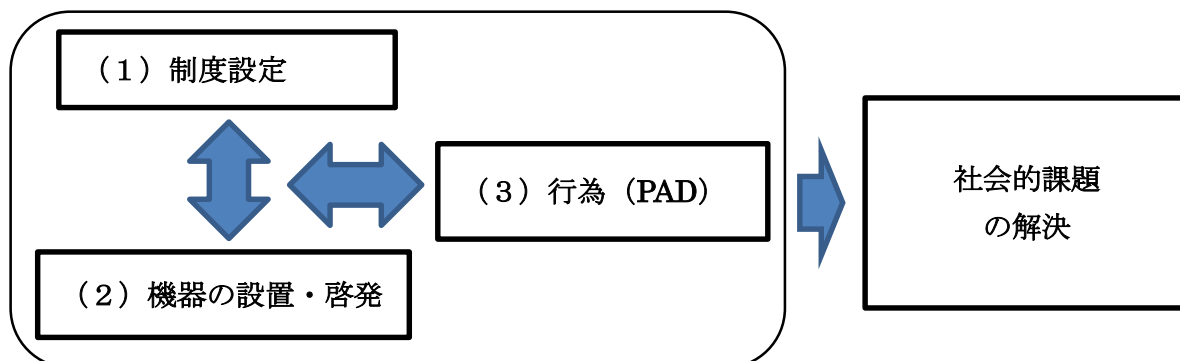 （１）制度設定
（３）行為（PAD）
（２）機器の設置・啓発
社会的課題
の解決